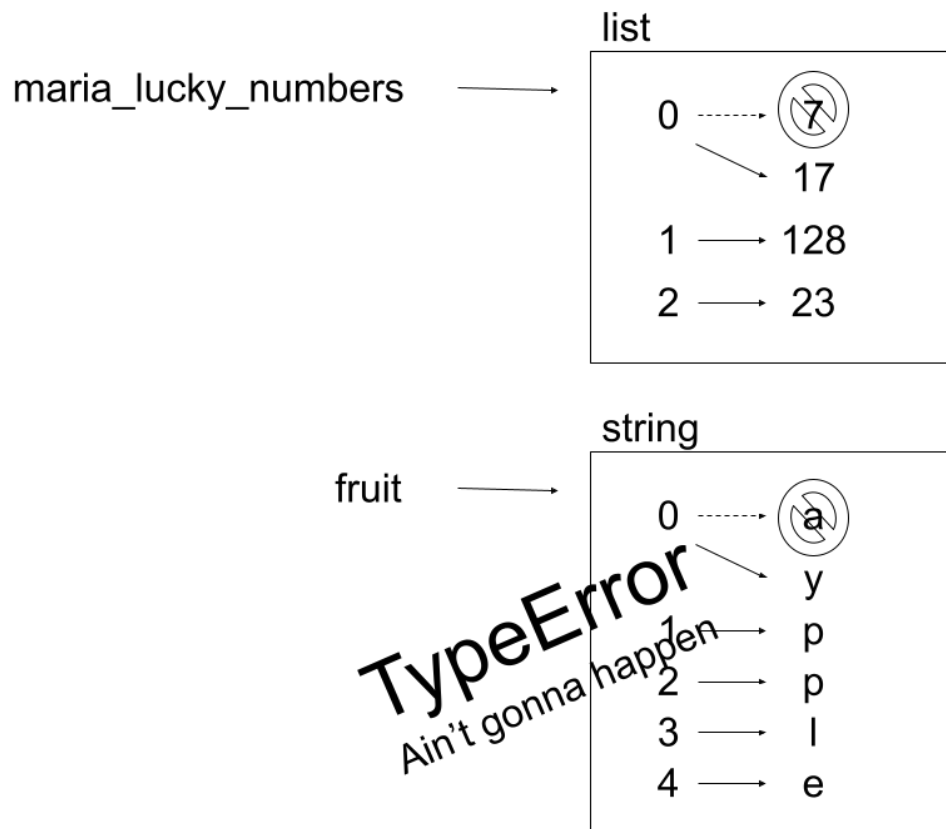 list
maria_lucky_numbers
0 7
17
1 128
2 23
string
fruit
0 a
y
TypeError
1 p
Ain't gonna happen
2 p
3 l
4 e